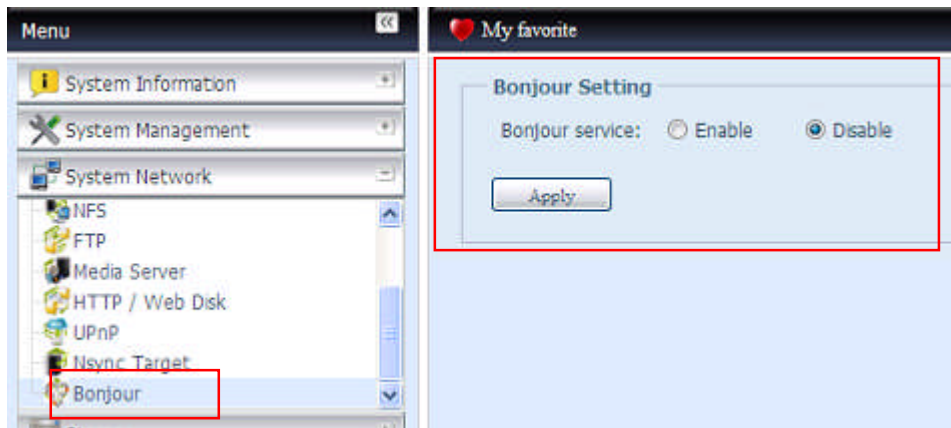 Menu
My favorite
System Information
System Management
System Network
NFS
FTP
Media Server
HTTP / Web Disk
UPnP
Nsync Target
Bonjour
Bonjour Setting
Bonjour service: Enable Disable
Apply